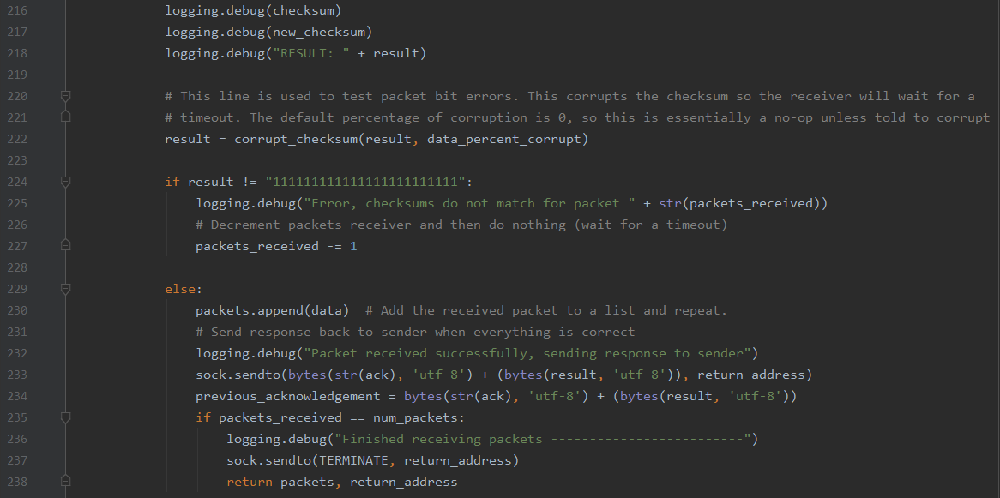 216 logging.debug(checksum)
217 logging.debug(new_checksum)
218 logging.debug("RESULT: " + result)
219
220 # This line is used to test packet bit errors. This corrupts the checksum so the receiver will wait for a
221 # timeout. The default percentage of corruption is 0, so this is essentially a no-op unless told to corrupt
222 result = corrupt_checksum(result, data_percent_corrupt)
223
224 if result != "111111111111111111111111":
225 logging.debug("Error, checksums do not match for packet " + str(packets_received))
226 # Decrement packets_receiver and then do nothing (wait for a timeout)
227 packets_received -= 1
228
229 else:
230 packets.append(data)  # Add the received packet to a list and repeat.
231 # Send response back to sender when everything is correct
232 logging.debug("Packet received successfully, sending response to sender")
233 sock.sendto(bytes(str(ack), 'utf-8') + (bytes(result, 'utf-8')), return_address)
234 previous_acknowledgement = bytes(str(ack), 'utf-8') + (bytes(result, 'utf-8'))
235 if packets_received == num_packets:
236 logging.debug("Finished receiving packets -------------------------")
237 sock.sendto(TERMINATE, return_address)
238 return packets, return_address